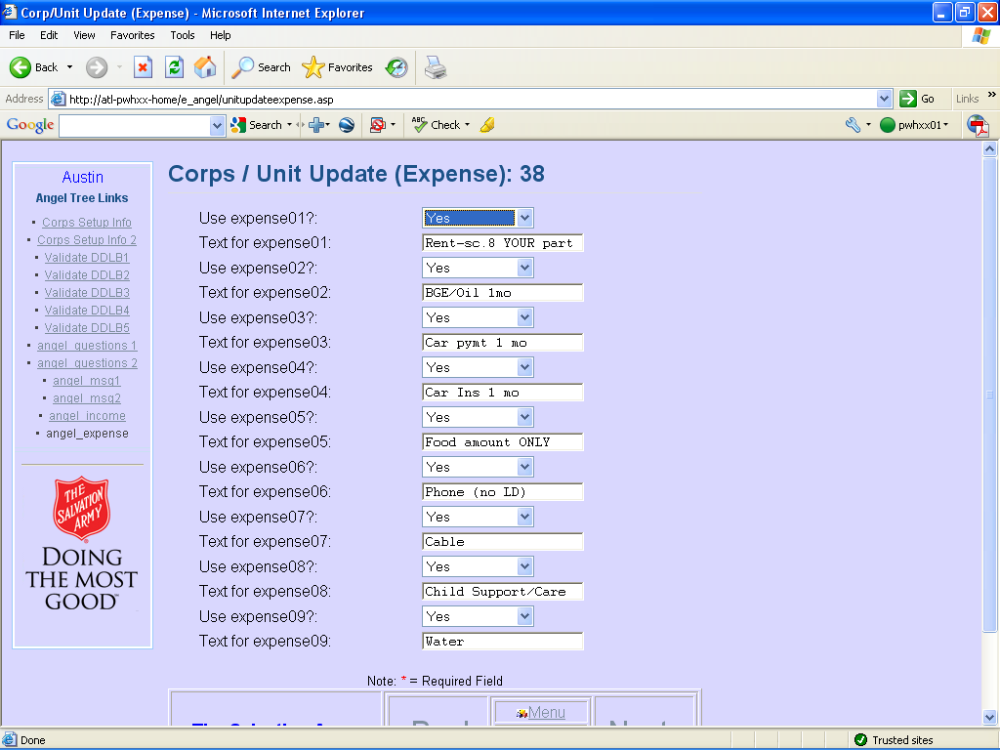 Corp/Unit Update (Expense) - Microsoft Internet Explorer
File Edit View Favorites Tools Help
Back Search Favorites
Address http://atl-pwhxx-home/e_angel/unitupdateexpense.asp Go Links »
Google Search Check pwhxx01
Austin
Angel Tree Links
Corps Setup Info
Corps Setup Info 2
Validate DDLB1
Validate DDLB2
Validate DDLB3
Validate DDLB4
Validate DDLB5
angel_questions 1
angel_questions 2
angel_msg1
angel_msg2
angel_income
angel_expense
THE
SALVATION
ARMY
DOING
THE MOST
GOOD™
Corps / Unit Update (Expense): 38
Use expense01?: Yes
Text for expense01: Rent-sc.8 YOUR part
Use expense02?: Yes
Text for expense02: BGE/Oil 1mo
Use expense03?: Yes
Text for expense03: Car pymt 1 mo
Use expense04?: Yes
Text for expense04: Car Ins 1 mo
Use expense05?: Yes
Text for expense05: Food amount ONLY
Use expense06?: Yes
Text for expense06: Phone (no LD)
Use expense07?: Yes
Text for expense07: Cable
Use expense08?: Yes
Text for expense08: Child Support/Care
Use expense09?: Yes
Text for expense09: Water
Note: * = Required Field
Menu
Done Trusted sites